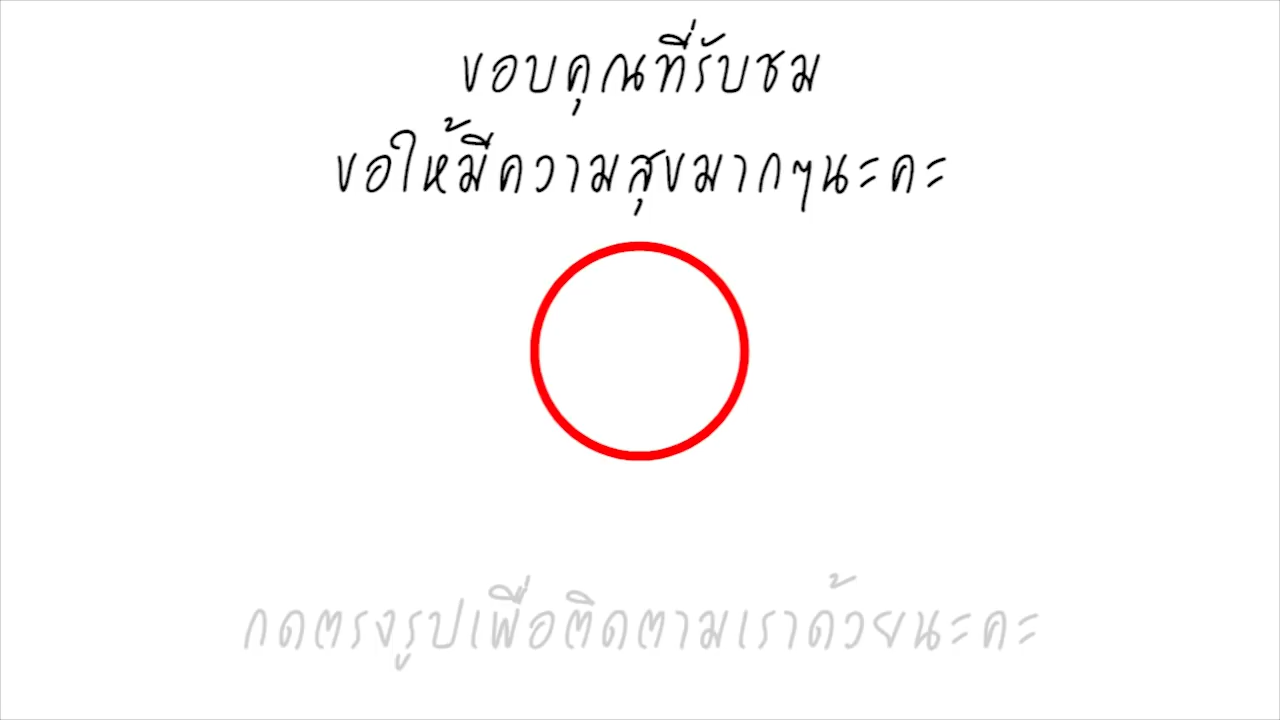 ขอบคุณที่รับชม
ขอให้มีความสุขมากๆนะคะ
กดตรงรูปเพื่อติดตามเราด้วยนะคะ